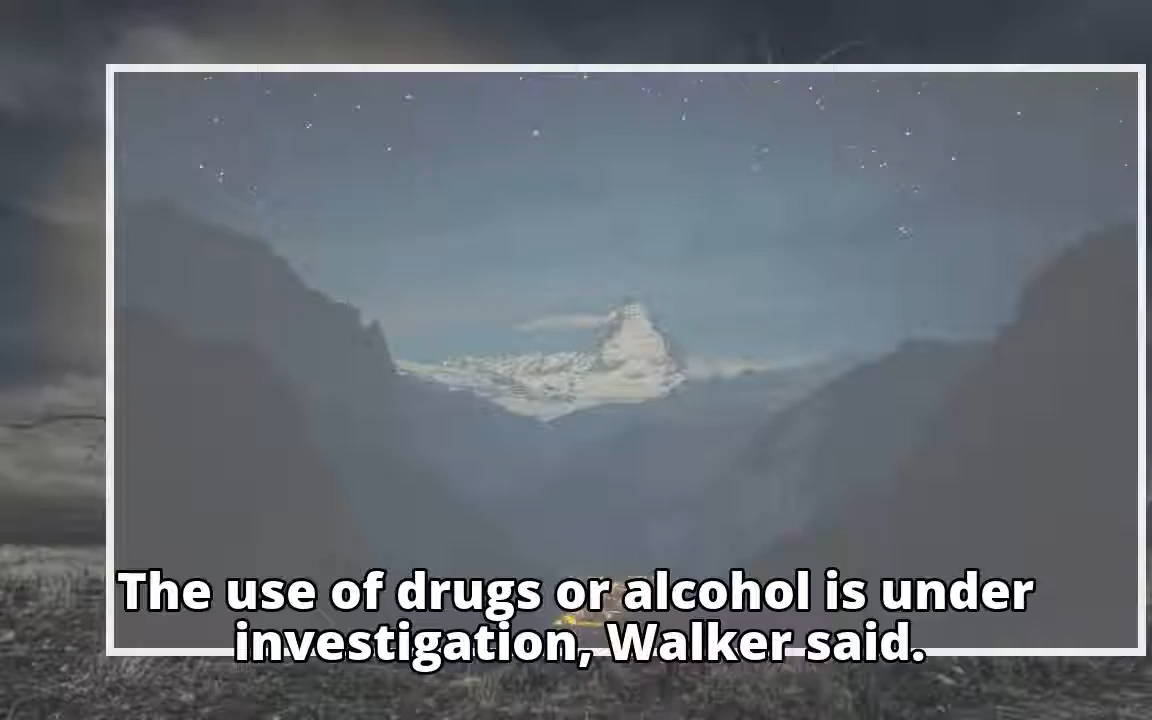 The use of drugs or alcohol is under
investigation, Walker said.